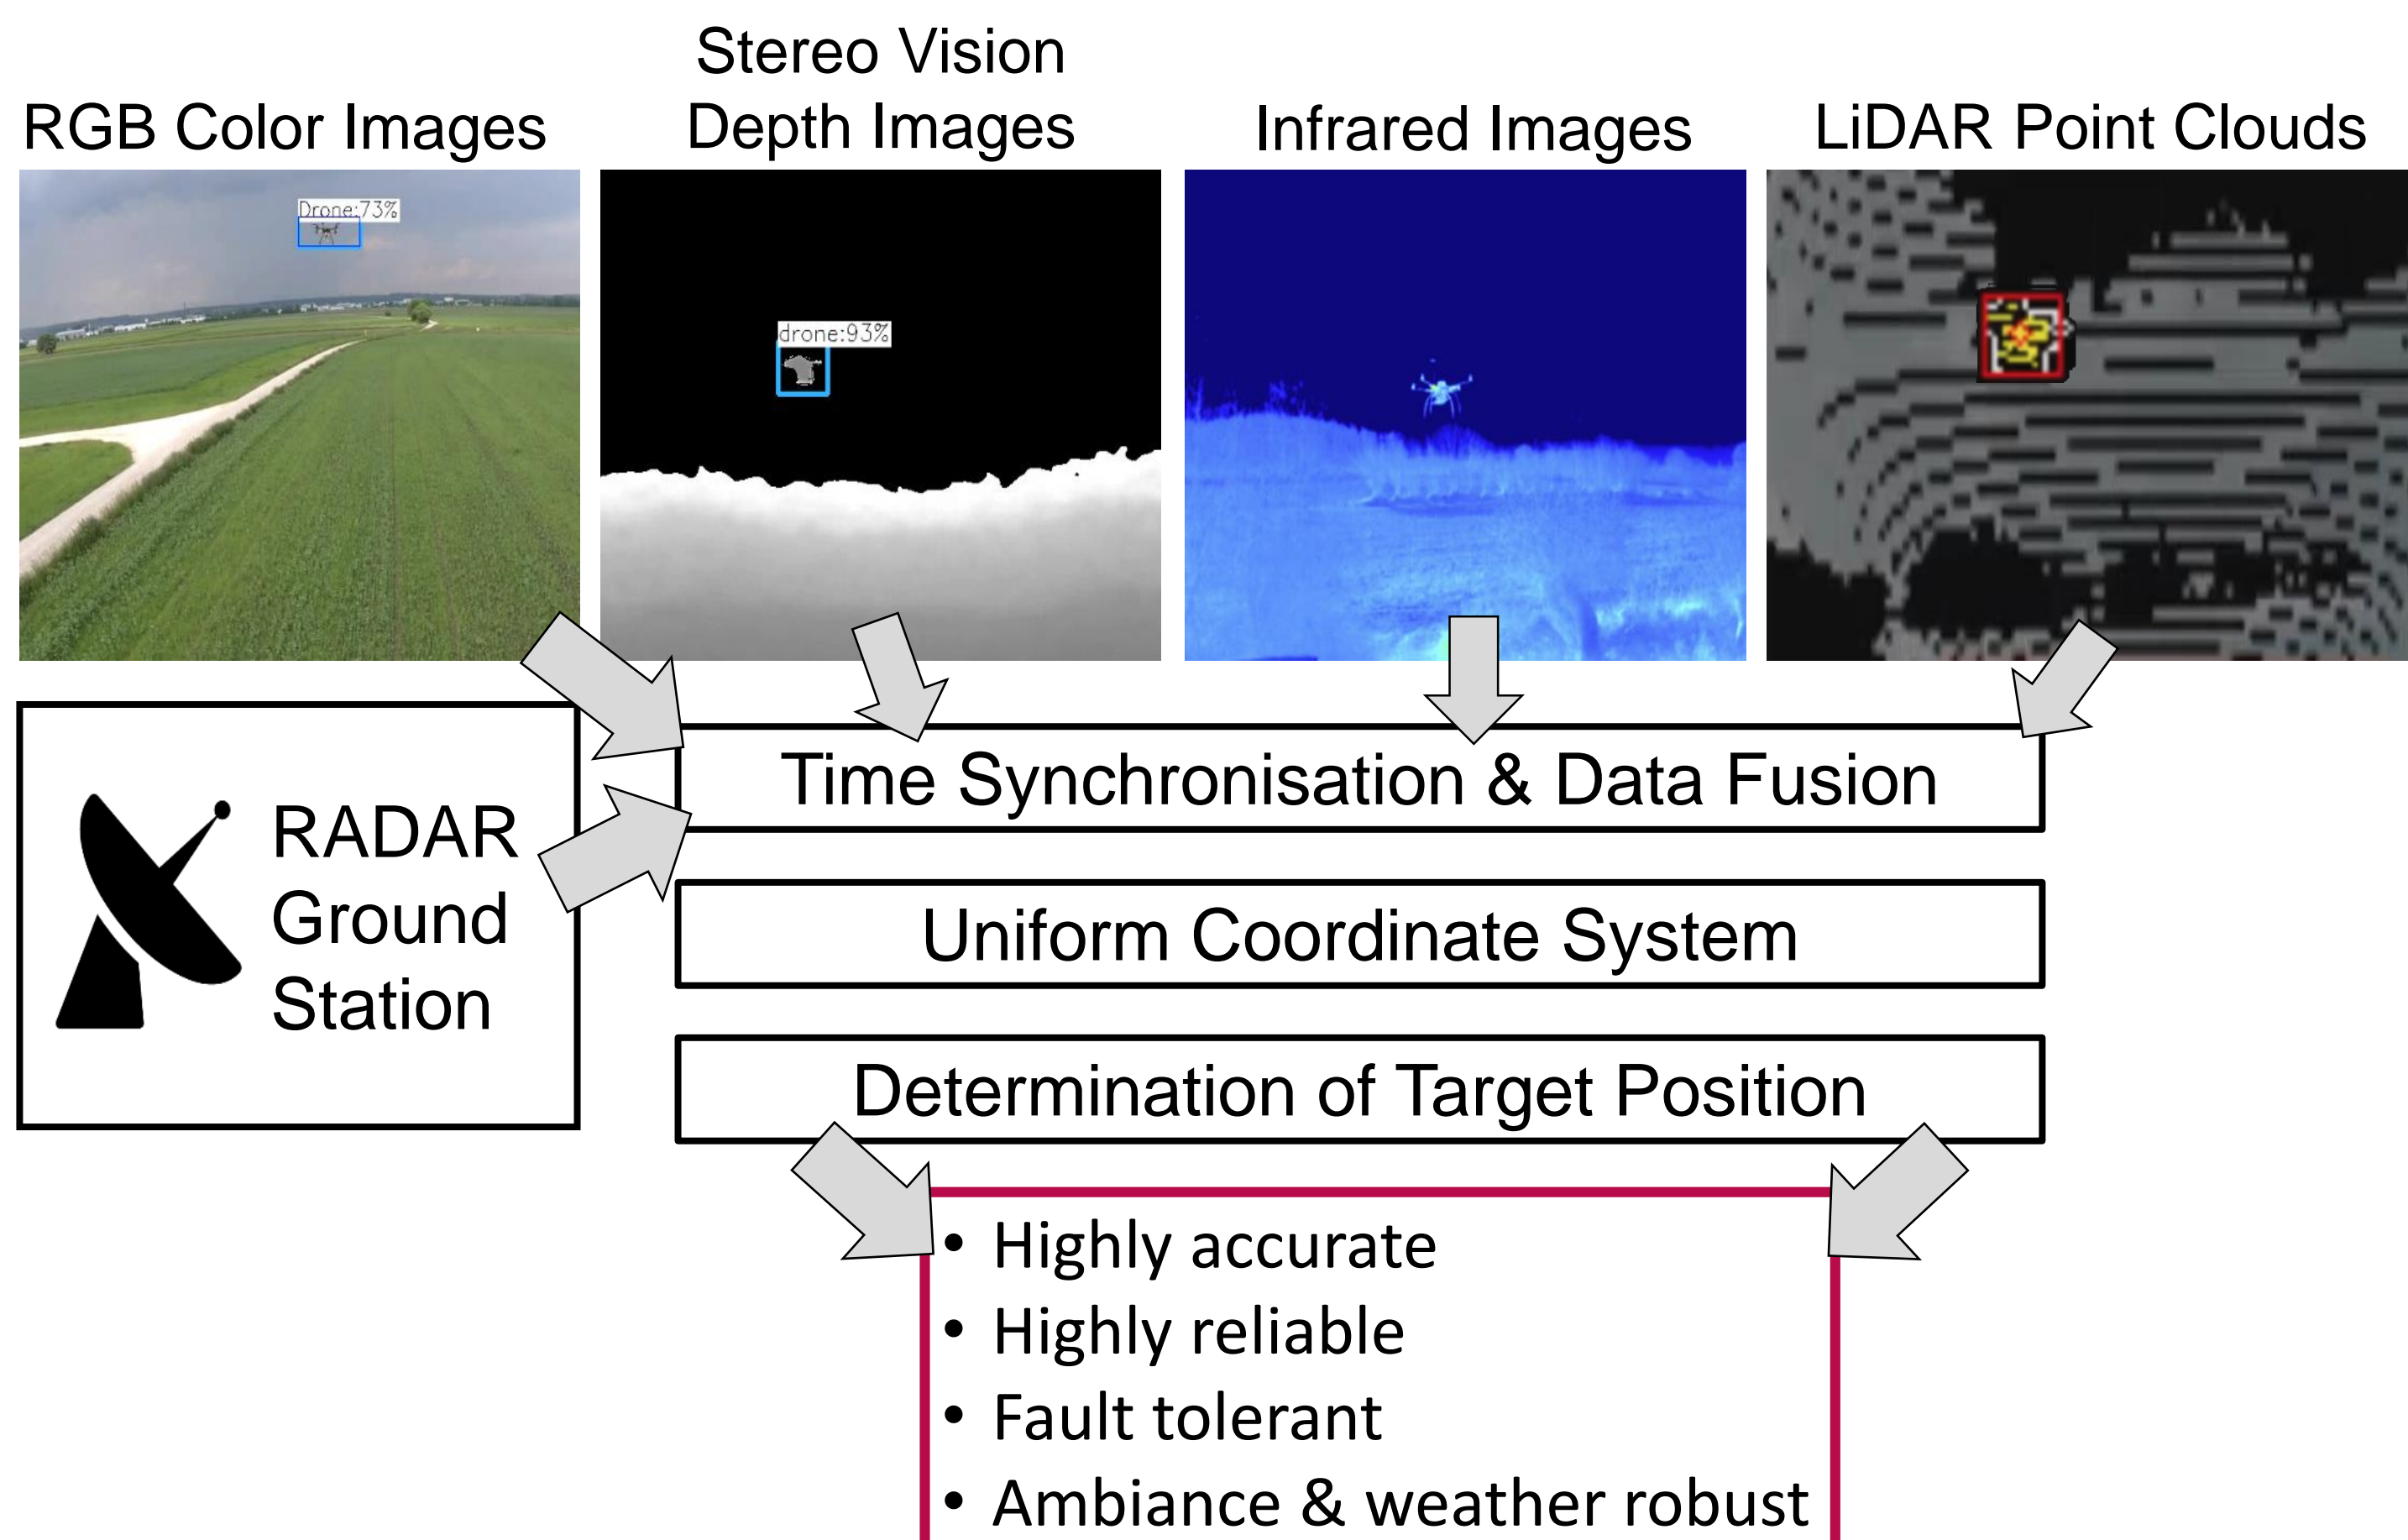 Stereo Vision
Depth Images
RGB Color Images
Infrared Images
LiDAR Point Clouds
Drone:73%
drone:93%
RADAR
Ground
Station
Time Synchronisation & Data Fusion
Uniform Coordinate System
Determination of Target Position
• Highly accurate
• Highly reliable
• Fault tolerant
• Ambiance & weather robust